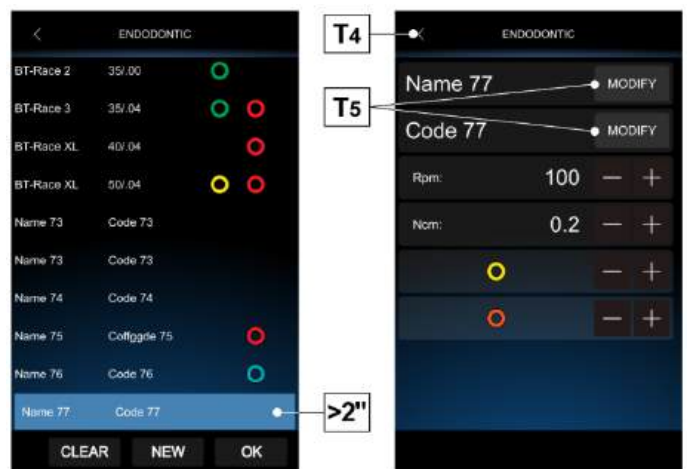 ENDODONTIC
BT-Race 2 35/.00
BT-Race 3 35/.04
BT-Race XL 40/.04
BT-Race XL 50/.04
Name 73 Code 73
Name 73 Code 73
Name 74 Code 74
Name 75 Coffggde 75
Name 76 Code 76
Name 77 Code 77
CLEAR NEW OK
T4
T5
>2"
ENDODONTIC
Name 77 MODIFY
Code 77 MODIFY
Rpm: 100 − +
Ncm: 0.2 − +
− +
− +